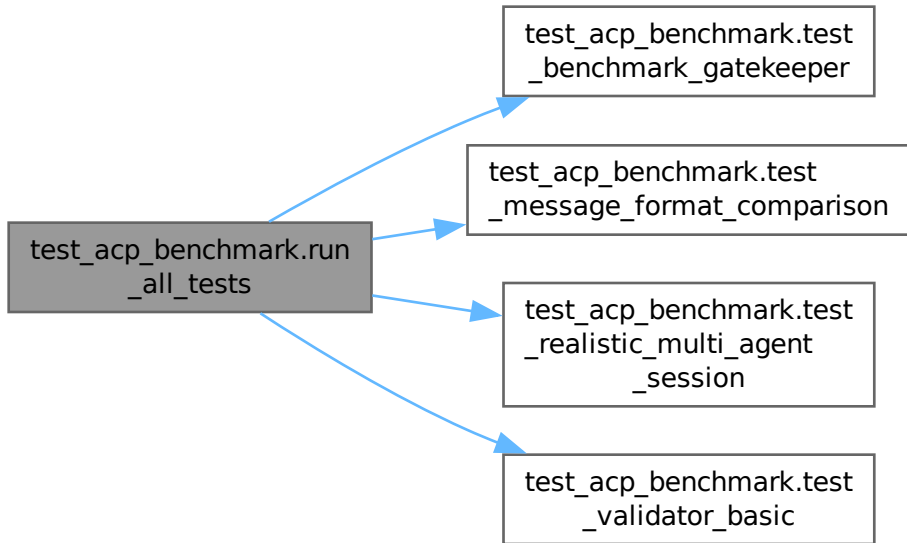 test_acp_benchmark.test
_benchmark_gatekeeper
test_acp_benchmark.test
_message_format_comparison
test_acp_benchmark.run
_all_tests
test_acp_benchmark.test
_realistic_multi_agent
_session
test_acp_benchmark.test
_validator_basic